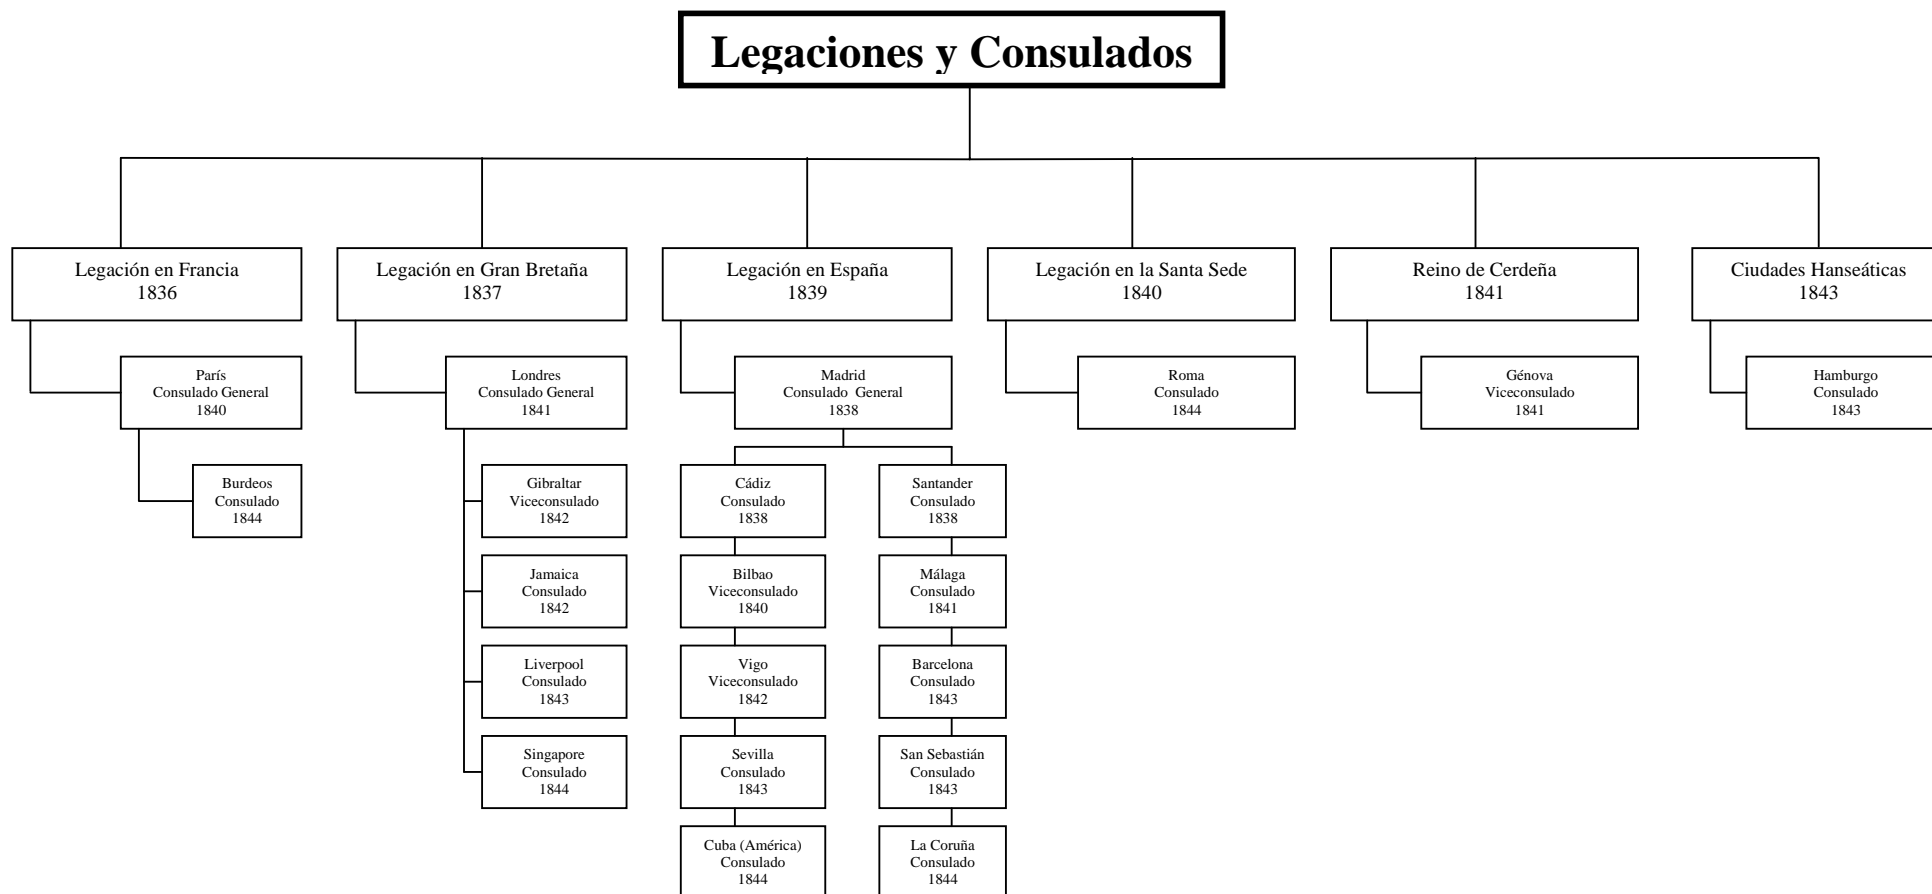 Legaciones y Consulados
Legación en Francia
1836
París
Consulado General
1840
Burdeos
Consulado
1844
Legación en Gran Bretaña
1837
Londres
Consulado General
1841
Gibraltar
Viceconsulado
1842
Jamaica
Consulado
1842
Liverpool
Consulado
1843
Singapore
Consulado
1844
Legación en España
1839
Madrid
Consulado General
1838
Cádiz
Consulado
1838
Bilbao
Viceconsulado
1840
Vigo
Viceconsulado
1842
Sevilla
Consulado
1843
Cuba (América)
Consulado
1844
Santander
Consulado
1838
Málaga
Consulado
1841
Barcelona
Consulado
1843
San Sebastián
Consulado
1843
La Coruña
Consulado
1844
Legación en la Santa Sede
1840
Roma
Consulado
1844
Reino de Cerdeña
1841
Génova
Viceconsulado
1841
Ciudades Hanseáticas
1843
Hamburgo
Consulado
1843